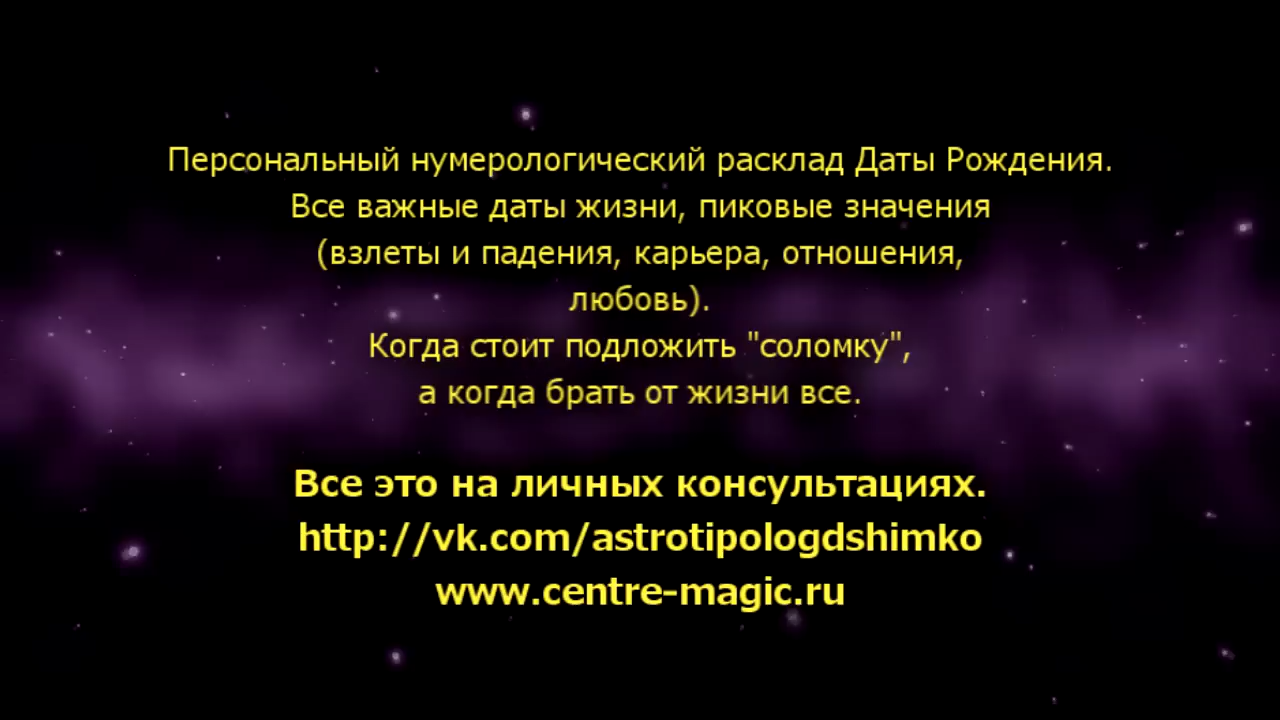 Персональный нумерологический расклад Даты Рождения.
Все важные даты жизни, пиковые значения
(взлеты и падения, карьера, отношения,
любовь).
Когда стоит подложить "соломку",
а когда брать от жизни все.
Все это на личных консультациях.
http://vk.com/astrotipologdshimko
www.centre-magic.ru